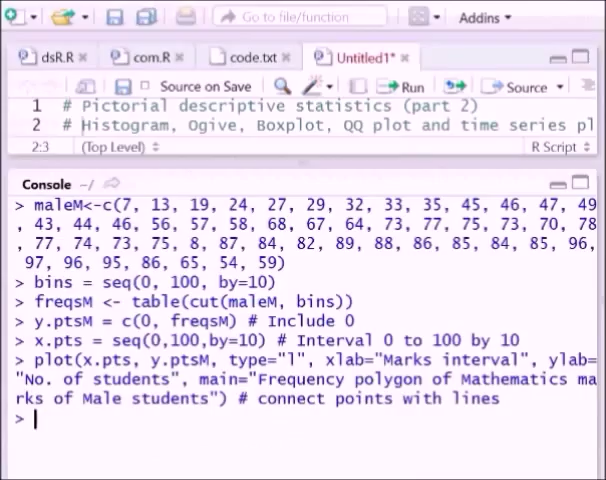 Go to file/function
Addins
dsR.R
com.R
code.txt
Untitled1*
Source on Save
Run
Source
1 # Pictorial descriptive statistics (part 2)
2 # Histogram, Ogive, Boxplot, QQ plot and time series pl
2:3 (Top Level) R Script
Console ~/
> maleM<-c(7, 13, 19, 24, 27, 29, 32, 33, 35, 45, 46, 47, 49
, 43, 44, 46, 56, 57, 58, 68, 67, 64, 73, 77, 75, 73, 70, 78
, 77, 74, 73, 75, 8, 87, 84, 82, 89, 88, 86, 85, 84, 85, 96,
97, 96, 95, 86, 65, 54, 59)
> bins = seq(0, 100, by=10)
> freqsM <- table(cut(maleM, bins))
> y.ptsM = c(0, freqsM) # Include 0
> x.pts = seq(0,100,by=10) # Interval 0 to 100 by 10
> plot(x.pts, y.ptsM, type="l", xlab="Marks interval", ylab=
"No. of students", main="Frequency polygon of Mathematics ma
rks of Male students") # connect points with lines
>